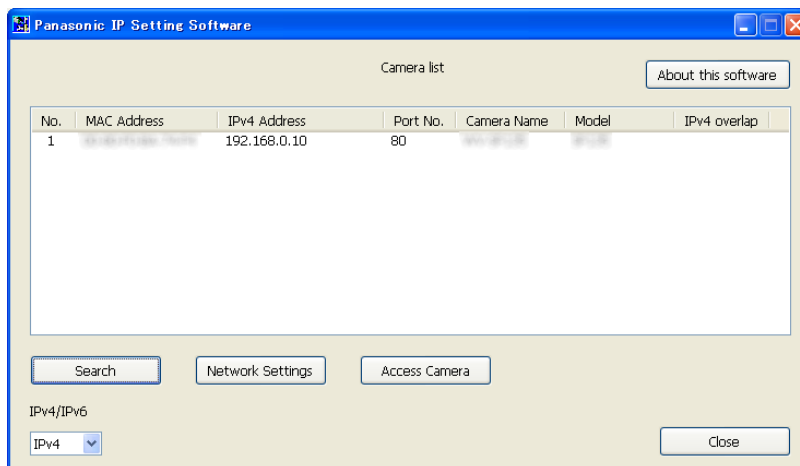 Panasonic IP Setting Software
Camera list
About this software
No. MAC Address IPv4 Address Port No. Camera Name Model IPv4 overlap
1 192.168.0.10 80
Search Network Settings Access Camera
IPv4/IPv6
IPv4
Close